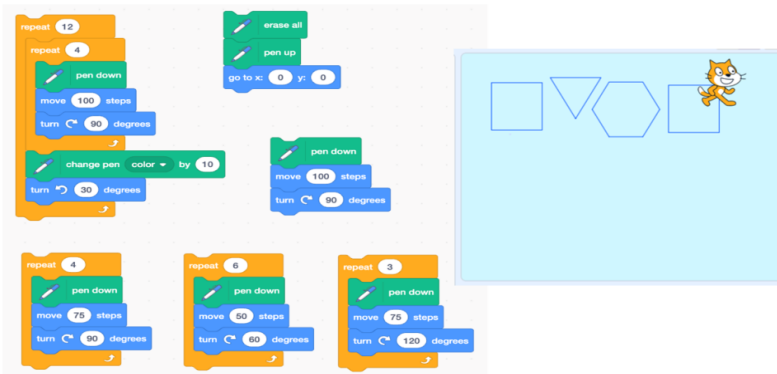 repeat 12
repeat 4
pen down
move 100 steps
turn 90 degrees
change pen color by 10
turn 30 degrees
erase all
pen up
go to x: 0 y: 0
pen down
move 100 steps
turn 90 degrees
repeat 4
pen down
move 75 steps
turn 90 degrees
repeat 6
pen down
move 50 steps
turn 60 degrees
repeat 3
pen down
move 75 steps
turn 120 degrees